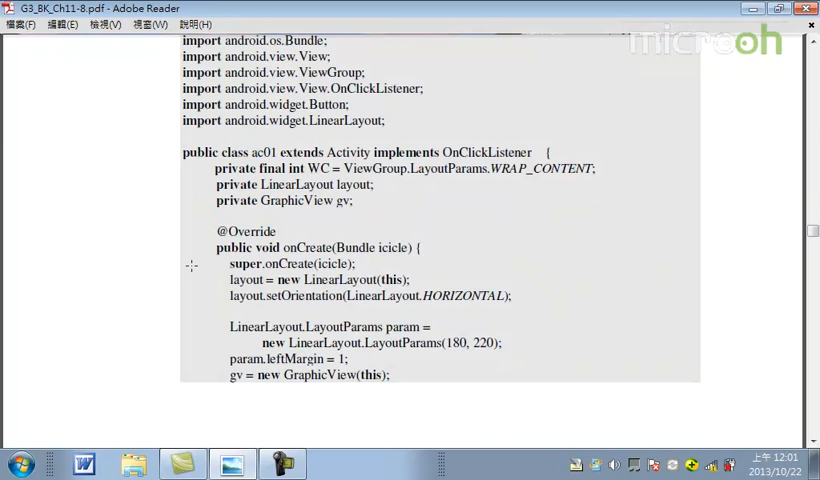 G3_BK_Ch11-8.pdf - Adobe Reader
檔案(F) 編輯(E) 檢視(V) 視窗(W) 說明(H)
microoh
import android.os.Bundle;
import android.view.View;
import android.view.ViewGroup;
import android.view.View.OnClickListener;
import android.widget.Button;
import android.widget.LinearLayout;
public class ac01 extends Activity implements OnClickListener {
private final int WC = ViewGroup.LayoutParams.WRAP_CONTENT;
private LinearLayout layout;
private GraphicView gv;
@Override
public void onCreate(Bundle icicle) {
super.onCreate(icicle);
layout = new LinearLayout(this);
layout.setOrientation(LinearLayout.HORIZONTAL);
LinearLayout.LayoutParams param =
new LinearLayout.LayoutParams(180, 220);
param.leftMargin = 1;
gv = new GraphicView(this);
上午 12:01
2013/10/22